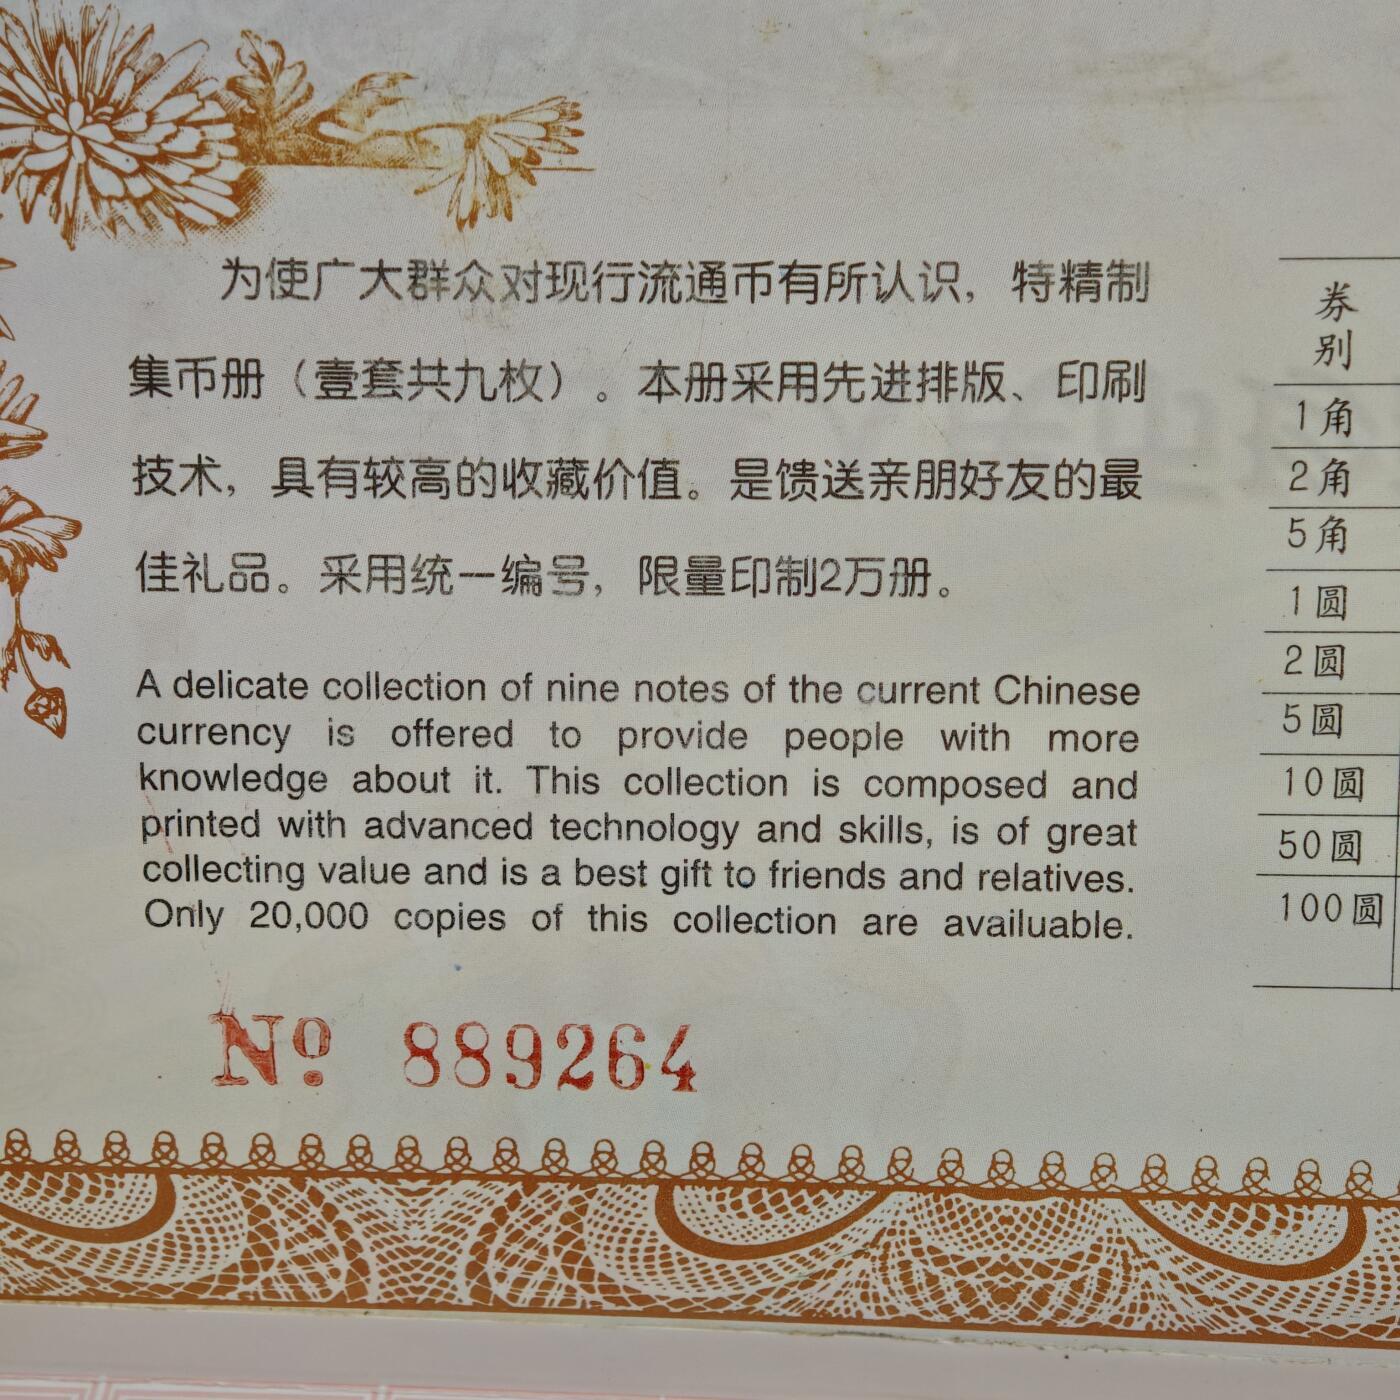 为使广大群众对现行流通币有所认识，特精制
集币册（壹套共九枚）。本册采用先进排版、印刷
技术，具有较高的收藏价值。是馈送亲朋好友的最
佳礼品。采用统一编号，限量印制2万册。
A delicate collection of nine notes of the current Chinese
currency is offered to provide people with more
knowledge about it. This collection is composed and
printed with advanced technology and skills, is of great
collecting value and is a best gift to friends and relatives.
Only 20,000 copies of this collection are availuable.
Nº 889264
券
别
1角
2角
5角
1圆
2圆
5圆
10圆
50圆
100圆